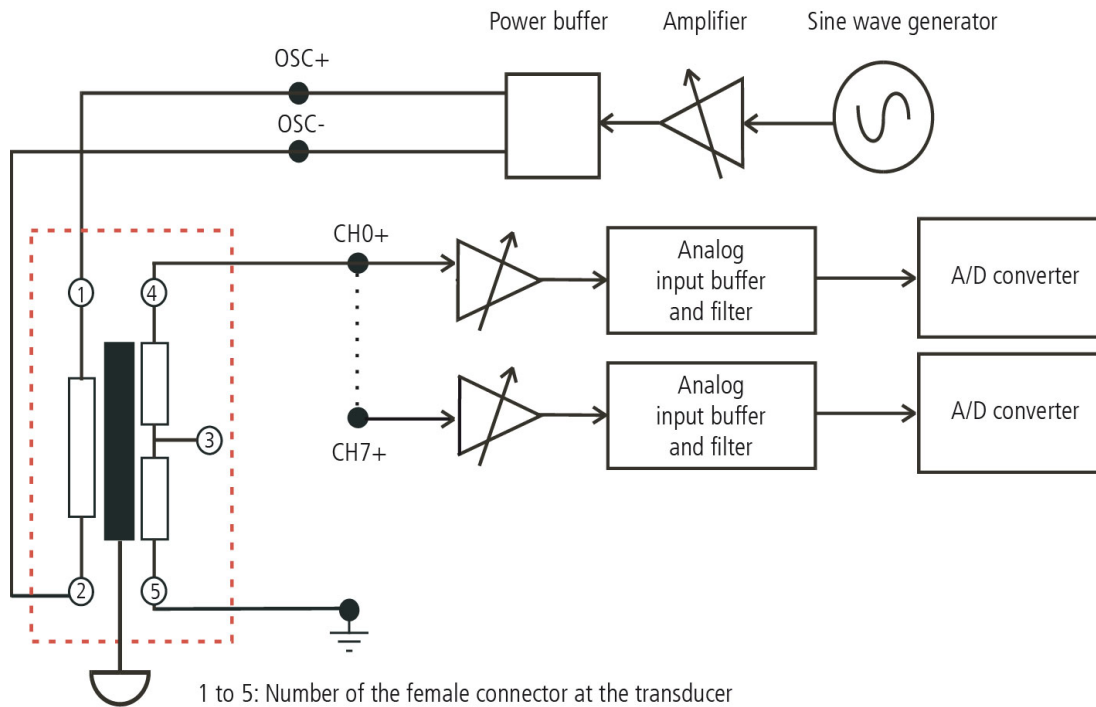 Power buffer
Amplifier
Sine wave generator
OSC+
OSC-
CH0+
Analog
input buffer
and filter
A/D converter
1
4
CH7+
Analog
input buffer
and filter
A/D converter
3
2
5
1 to 5: Number of the female connector at the transducer